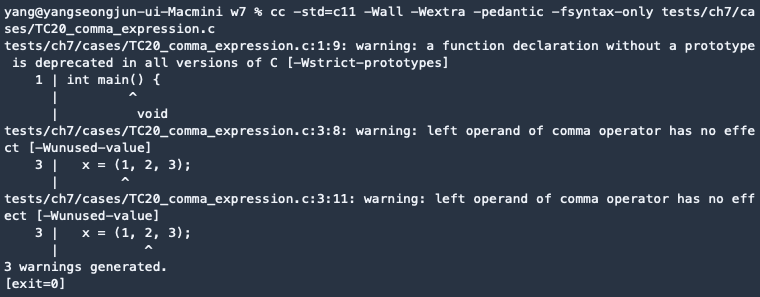 yang@yangseongjun-ui-Macmini w7 % cc -std=c11 -Wall -Wextra -pedantic -fsyntax-only tests/ch7/ca
ses/TC20_comma_expression.c
tests/ch7/cases/TC20_comma_expression.c:1:9: warning: a function declaration without a prototype
 is deprecated in all versions of C [-Wstrict-prototypes]
    1 | int main() {
      |         ^
      |          void
tests/ch7/cases/TC20_comma_expression.c:3:8: warning: left operand of comma operator has no effe
ct [-Wunused-value]
    3 |   x = (1, 2, 3);
      |        ^
tests/ch7/cases/TC20_comma_expression.c:3:11: warning: left operand of comma operator has no eff
ect [-Wunused-value]
    3 |   x = (1, 2, 3);
      |           ^
3 warnings generated.
[exit=0]